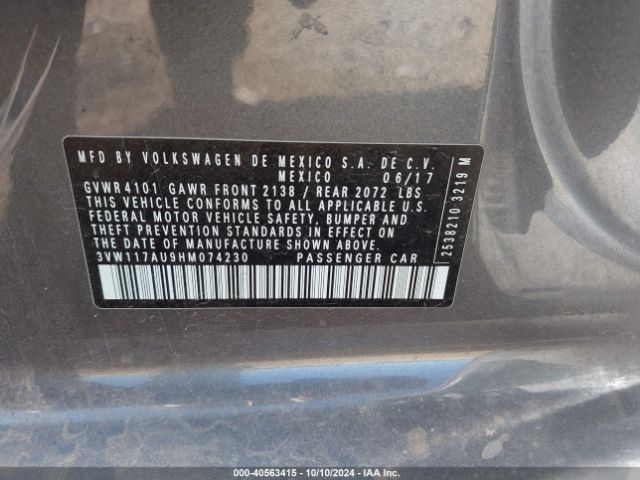 MFD BY VOLKSWAGEN DE MEXICO S.A. DE C.V.
MEXICO 06/17
GVWR 4101 GAWR FRONT 2138 / REAR 2072 LBS
THIS VEHICLE CONFORMS TO ALL APPLICABLE U.S.
FEDERAL MOTOR VEHICLE SAFETY, BUMPER AND
THEFT PREVENTION STANDARDS IN EFFECT ON
THE DATE OF MANUFACTURE SHOWN ABOVE.
3VW117AU9HM074230 PASSENGER CAR
2538210 3219 M
000-40563415 - 10/10/2024 - IAA Inc.